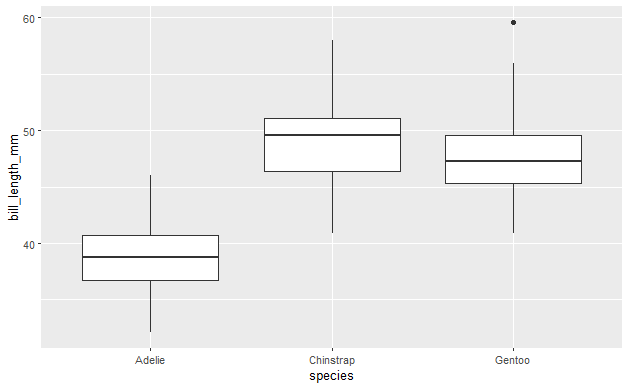 60
50
40
bill_length_mm
Adelie
Chinstrap
Gentoo
species